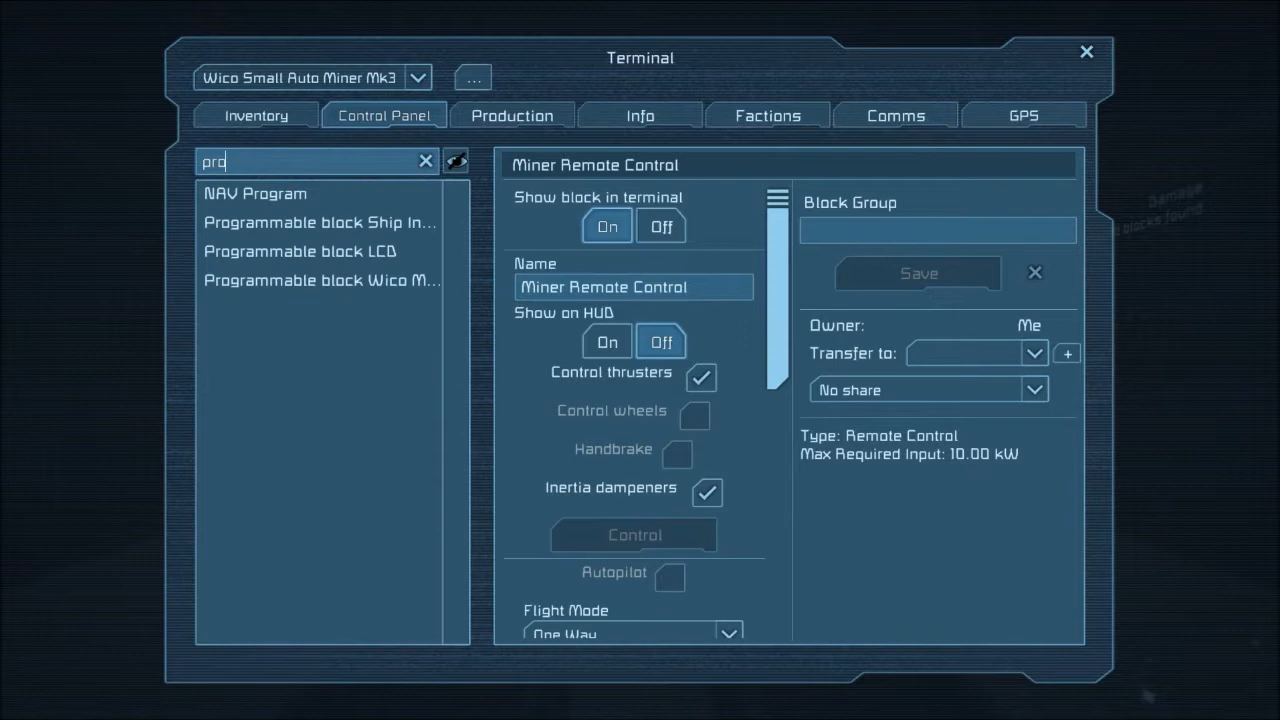 Terminal
Wico Small Auto Miner Mk3
...
Inventory
Control Panel
Production
Info
Factions
Comms
GPS
pro
NAV Program
Programmable block Ship In...
Programmable block LCD
Programmable block Wico M...
Miner Remote Control
Show block in terminal
On Off
Name
Miner Remote Control
Show on HUD
On Off
Control thrusters
Control wheels
Handbrake
Inertia dampeners
Control
Autopilot
Flight Mode
One Way
Block Group
Save
Owner: Me
Transfer to:
+
No share
Type: Remote Control
Max Required Input: 10.00 kW
Damage
blocks found